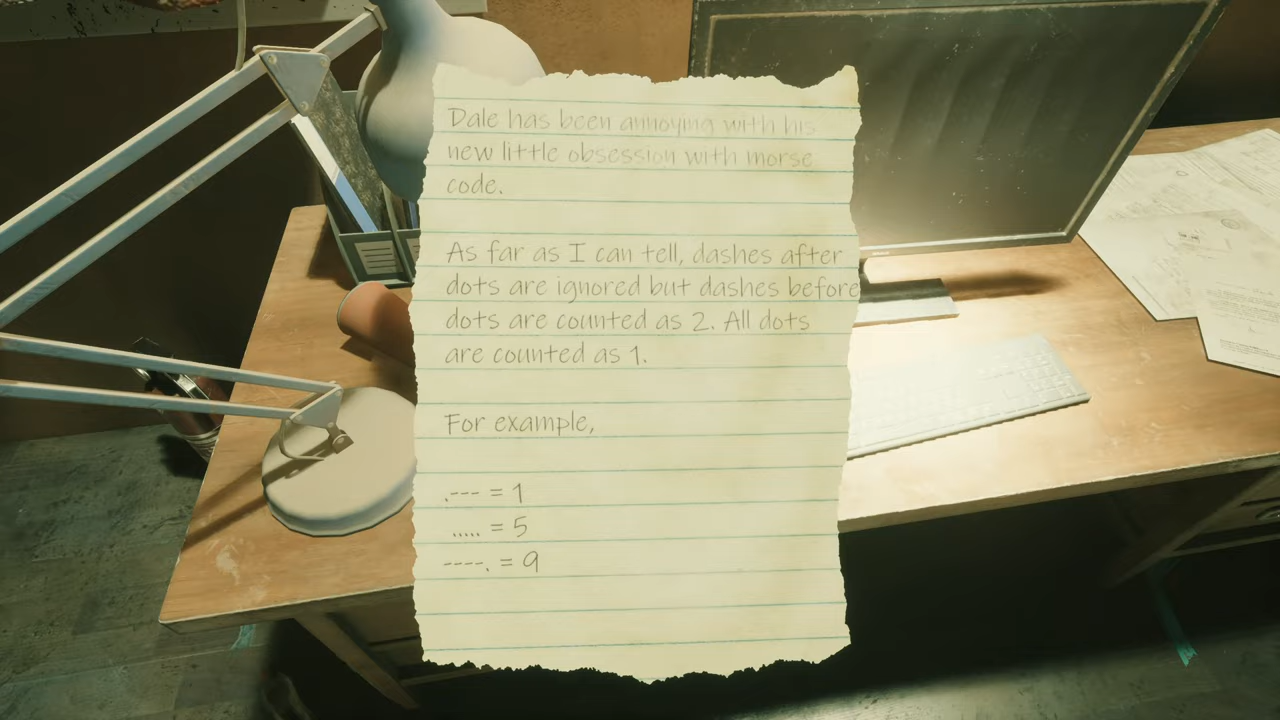 Dale has been annoying with his
new little obsession with morse
code.
As far as I can tell, dashes after
dots are ignored but dashes before
dots are counted as 2. All dots
are counted as 1.
For example,
.--- = 1
..... = 5
----. = 9